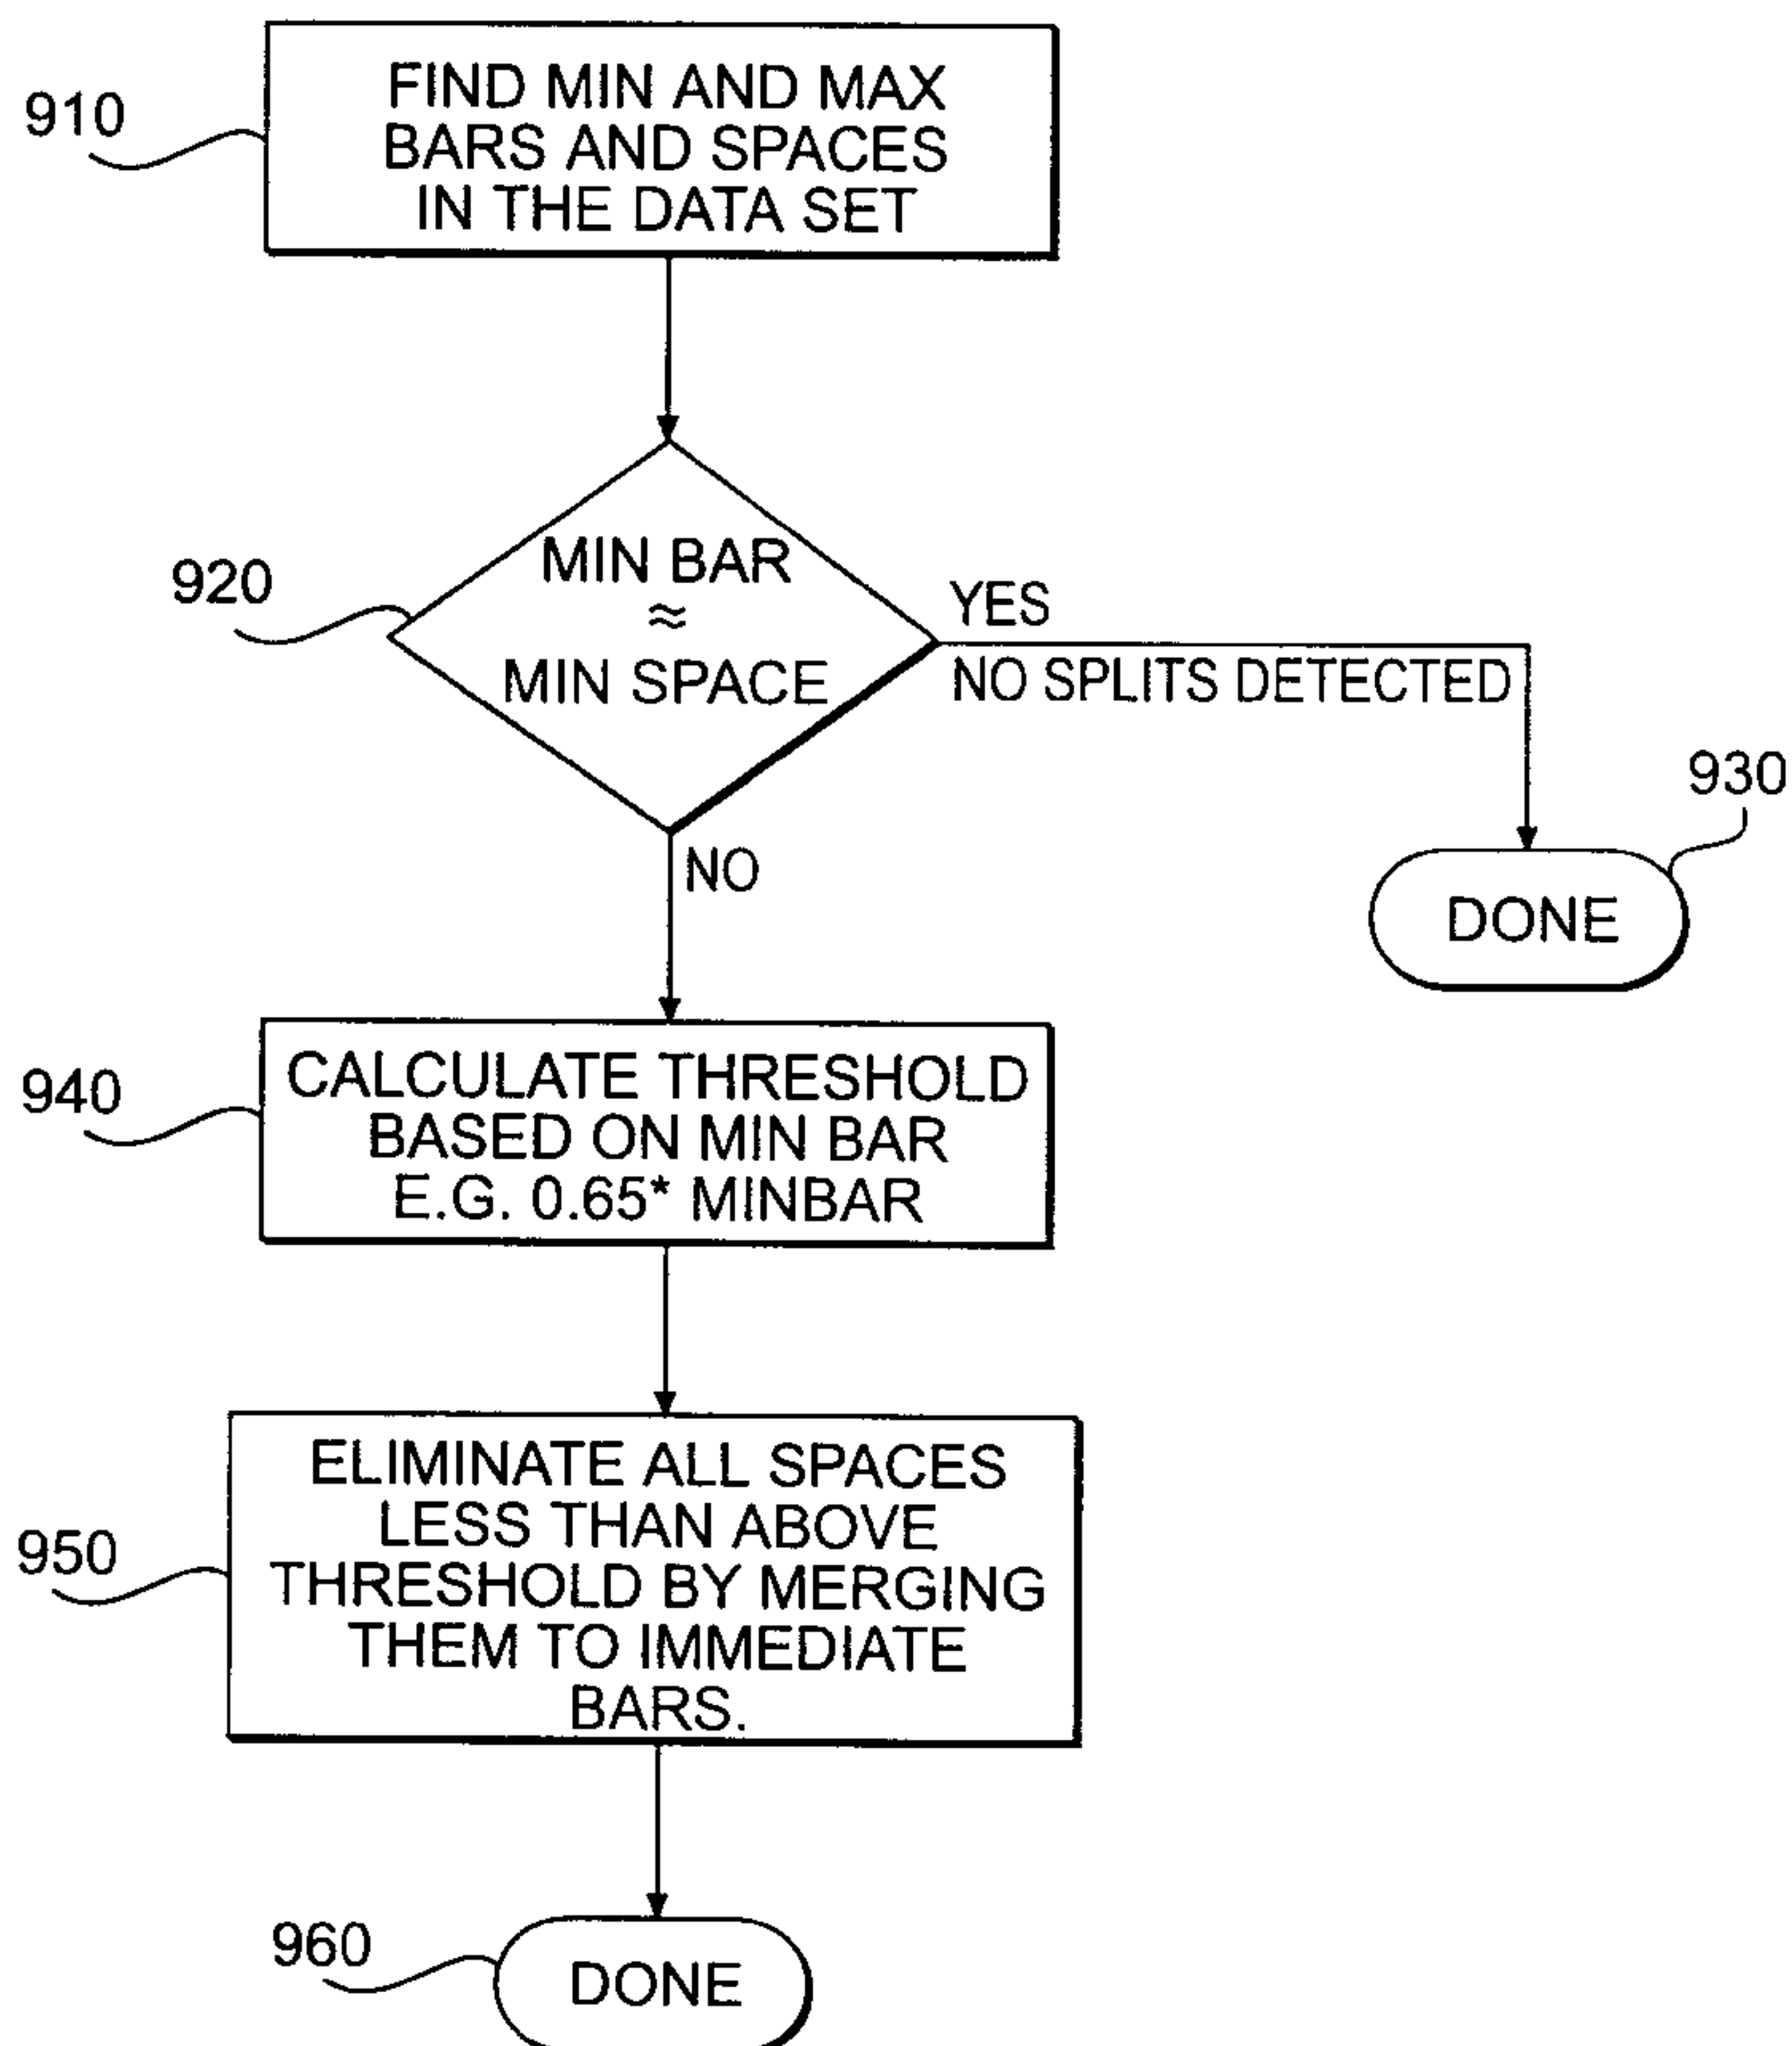 910
FIND MIN AND MAX
BARS AND SPACES
IN THE DATA SET
920
MIN BAR
≈
MIN SPACE
YES
NO SPLITS DETECTED
930
DONE
NO
940
CALCULATE THRESHOLD
BASED ON MIN BAR
E.G. 0.65* MINBAR
950
ELIMINATE ALL SPACES
LESS THAN ABOVE
THRESHOLD BY MERGING
THEM TO IMMEDIATE
BARS.
960
DONE